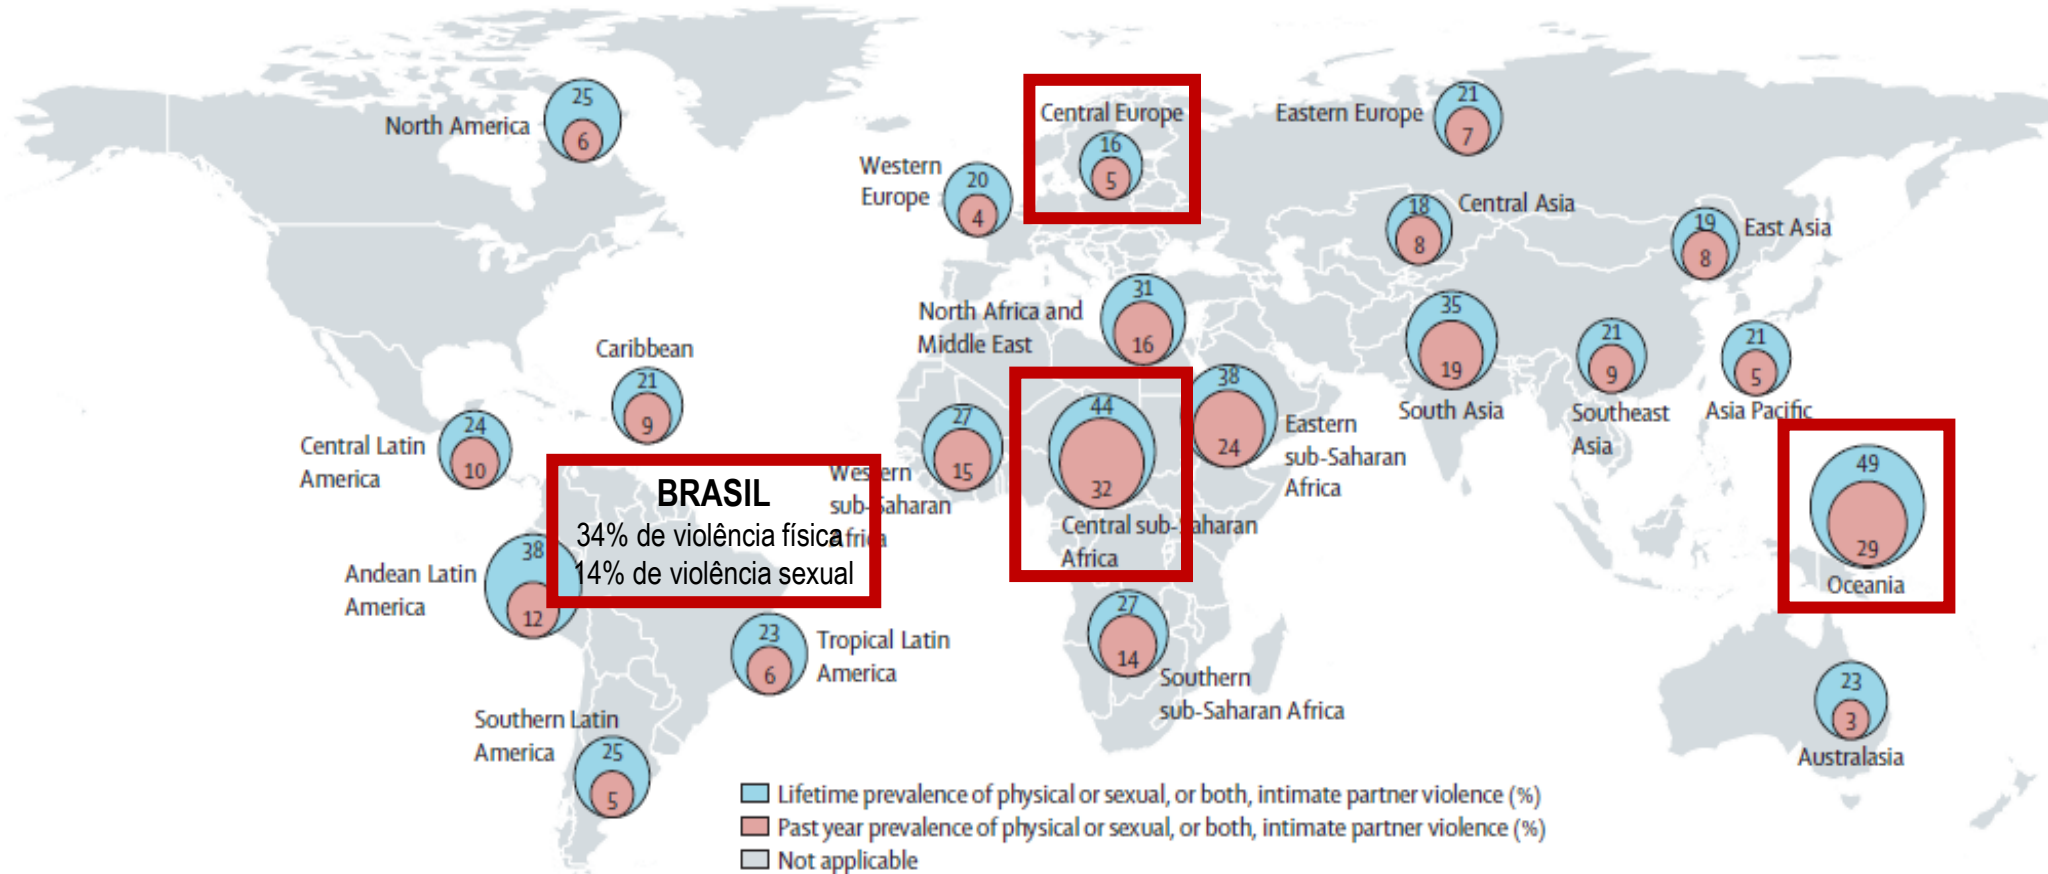 25
North America
6
Central Europe
16
5
Eastern Europe
21
7
Western
Europe
20
4
18
Central Asia
8
19
East Asia
8
North Africa and
Middle East
31
16
35
19
South Asia
21
9
Southeast
Asia
21
5
Asia Pacific
Caribbean
21
9
Central Latin
America
24
10
27
15
Western
sub-Saharan
Africa
44
32
Central sub-Saharan
Africa
38
24
Eastern
sub-Saharan
Africa
49
29
Oceania
BRASIL
34% de violência física
14% de violência sexual
Andean Latin
America
38
12
23
6
Tropical Latin
America
27
14
Southern
sub-Saharan Africa
23
3
Australasia
Southern Latin
America
25
5
Lifetime prevalence of physical or sexual, or both, intimate partner violence (%)
Past year prevalence of physical or sexual, or both, intimate partner violence (%)
Not applicable